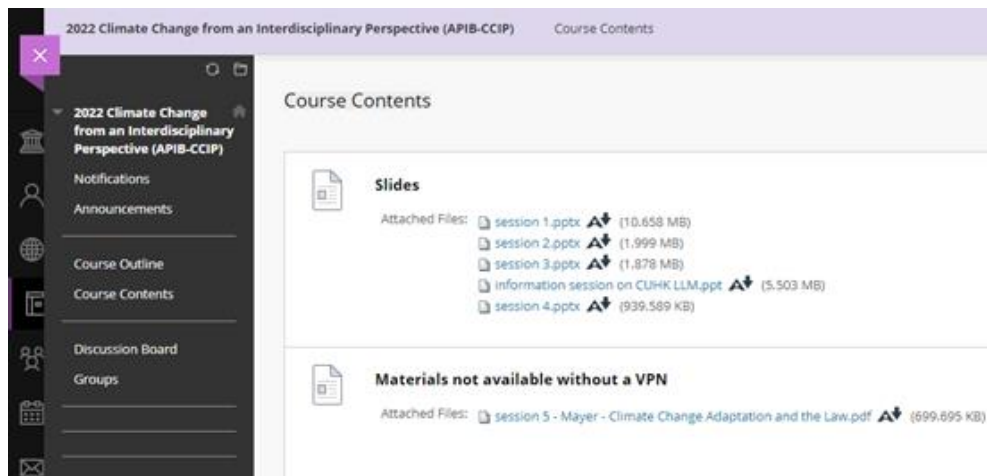 2022 Climate Change from an Interdisciplinary Perspective (APIB-CCIP) Course Contents
2022 Climate Change
from an Interdisciplinary
Perspective (APIB-CCIP)
Notifications
Announcements
Course Outline
Course Contents
Discussion Board
Groups
Course Contents
Slides
Attached Files: session 1.pptx (10.658 MB)
session 2.pptx (1.999 MB)
session 3.pptx (1.878 MB)
information session on CUHK LLM.ppt (5.503 MB)
session 4.pptx (939.589 KB)
Materials not available without a VPN
Attached Files: session 5 - Mayer - Climate Change Adaptation and the Law.pdf (699.695 KB)